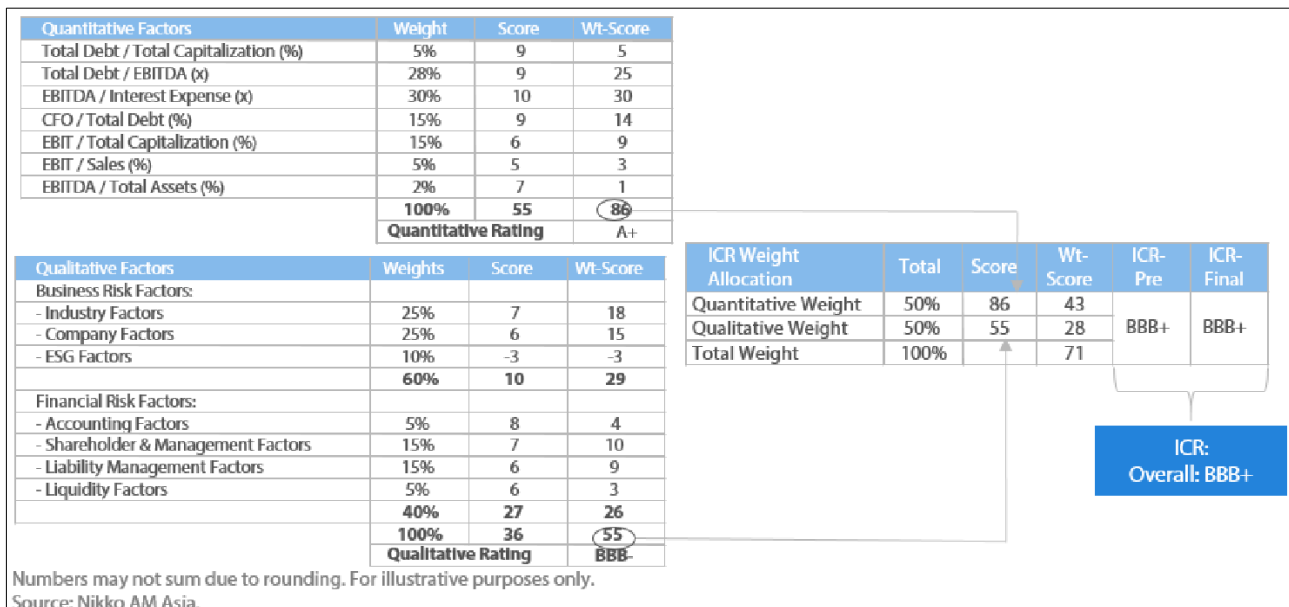 Quantitative Factors Weight Score Wt-Score
Total Debt / Total Capitalization (%) 5% 9 5
Total Debt / EBITDA (x) 28% 9 25
EBITDA / Interest Expense (x) 30% 10 30
CFO / Total Debt (%) 15% 9 14
EBIT / Total Capitalization (%) 15% 6 9
EBIT / Sales (%) 5% 5 3
EBITDA / Total Assets (%) 2% 7 1
100% 55 86
Quantitative Rating A+
Qualitative Factors Weights Score Wt-Score
Business Risk Factors:
- Industry Factors 25% 7 18
- Company Factors 25% 6 15
- ESG Factors 10% -3 -3
60% 10 29
Financial Risk Factors:
- Accounting Factors 5% 8 4
- Shareholder & Management Factors 15% 7 10
- Liability Management Factors 15% 6 9
- Liquidity Factors 5% 6 3
40% 27 26
100% 36 55
Qualitative Rating BBB-
ICR Weight Allocation Total Score Wt-Score ICR-Pre ICR-Final
Quantitative Weight 50% 86 43
Qualitative Weight 50% 55 28 BBB+ BBB+
Total Weight 100% 71
ICR:
Overall: BBB+
Numbers may not sum due to rounding. For illustrative purposes only.
Source: Nikko AM Asia.